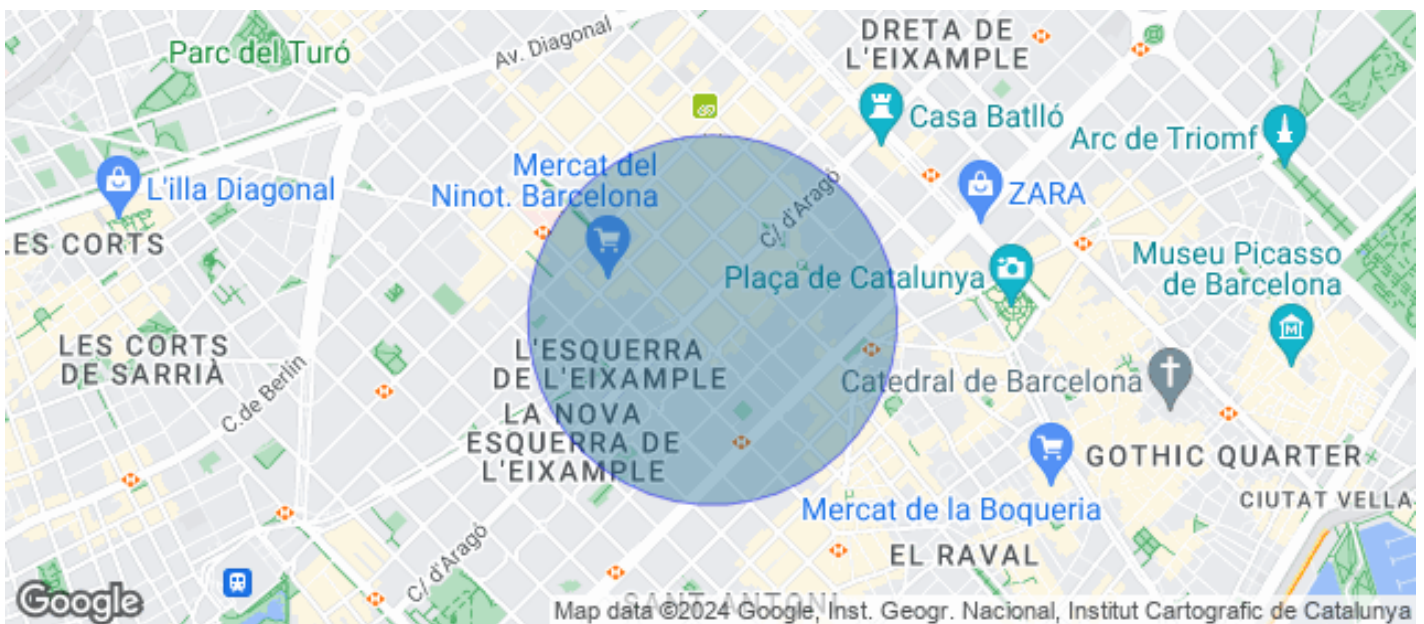 Parc del Turó
Av. Diagonal
DRETA DE
L'EIXAMPLE
Casa Batlló
Arc de Triomf
Mercat del
Ninot. Barcelona
L'illa Diagonal
C/ d'Aragó
ZARA
LES CORTS
Museu Picasso
de Barcelona
Plaça de Catalunya
LES CORTS
DE SARRIÀ
L'ESQUERRA
DE L'EIXAMPLE
Catedral de Barcelona
C. de Berlín
LA NOVA
ESQUERRA DE
L'EIXAMPLE
GOTHIC QUARTER
CIUTAT VELLA
Mercat de la Boqueria
C/ d'Aragó
EL RAVAL
SANT ANTONI
Google
Map data ©2024 Google, Inst. Geogr. Nacional, Institut Cartografic de Catalunya